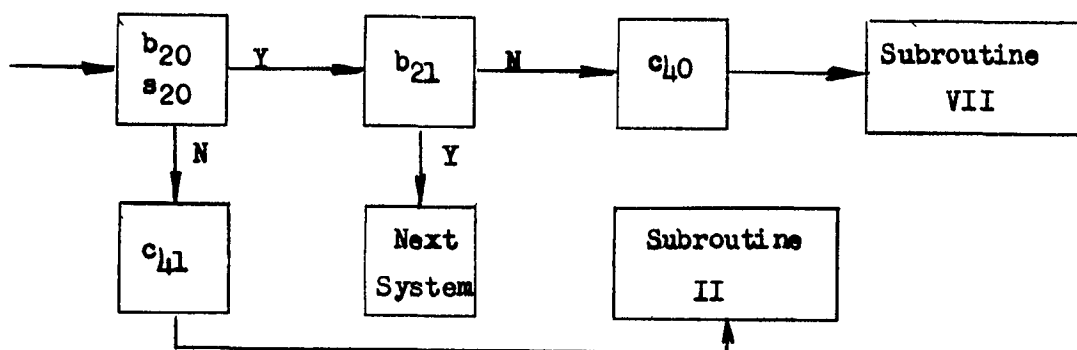 b20
s20
Y
b21
N
c40
Subroutine
VII
N
Y
c41
Next
System
Subroutine
II